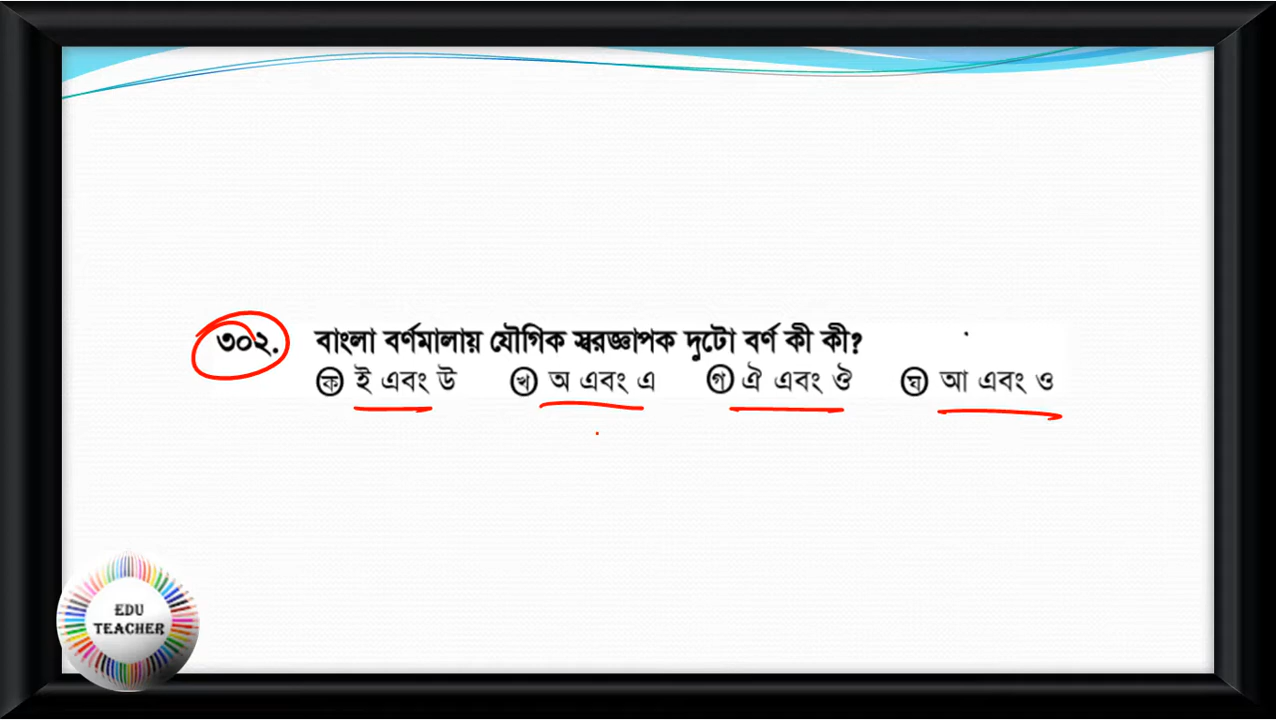 ৩০২. বাংলা বর্ণমালায় যৌগিক স্বরজ্ঞাপক দুটো বর্ণ কী কী?
ক ই এবং উ খ অ এবং এ গ ঐ এবং ঔ ঘ আ এবং ও
EDU
TEACHER